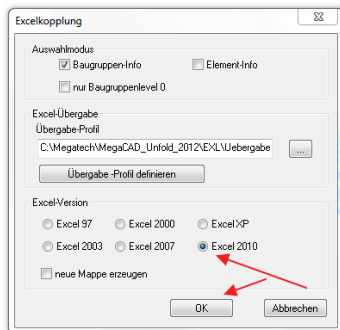 Excelkopplung
Auswahlmodus
Baugruppen-Info Element-Info
nur Baugruppenlevel 0
Excel-Übergabe
Übergabe-Profil
C:\Megatech\MegaCAD_Unfold_2012\EXL\Uebergabe ...
Übergabe -Profil definieren
Excel-Version
Excel 97 Excel 2000 Excel XP
Excel 2003 Excel 2007 Excel 2010
neue Mappe erzeugen
OK Abbrechen